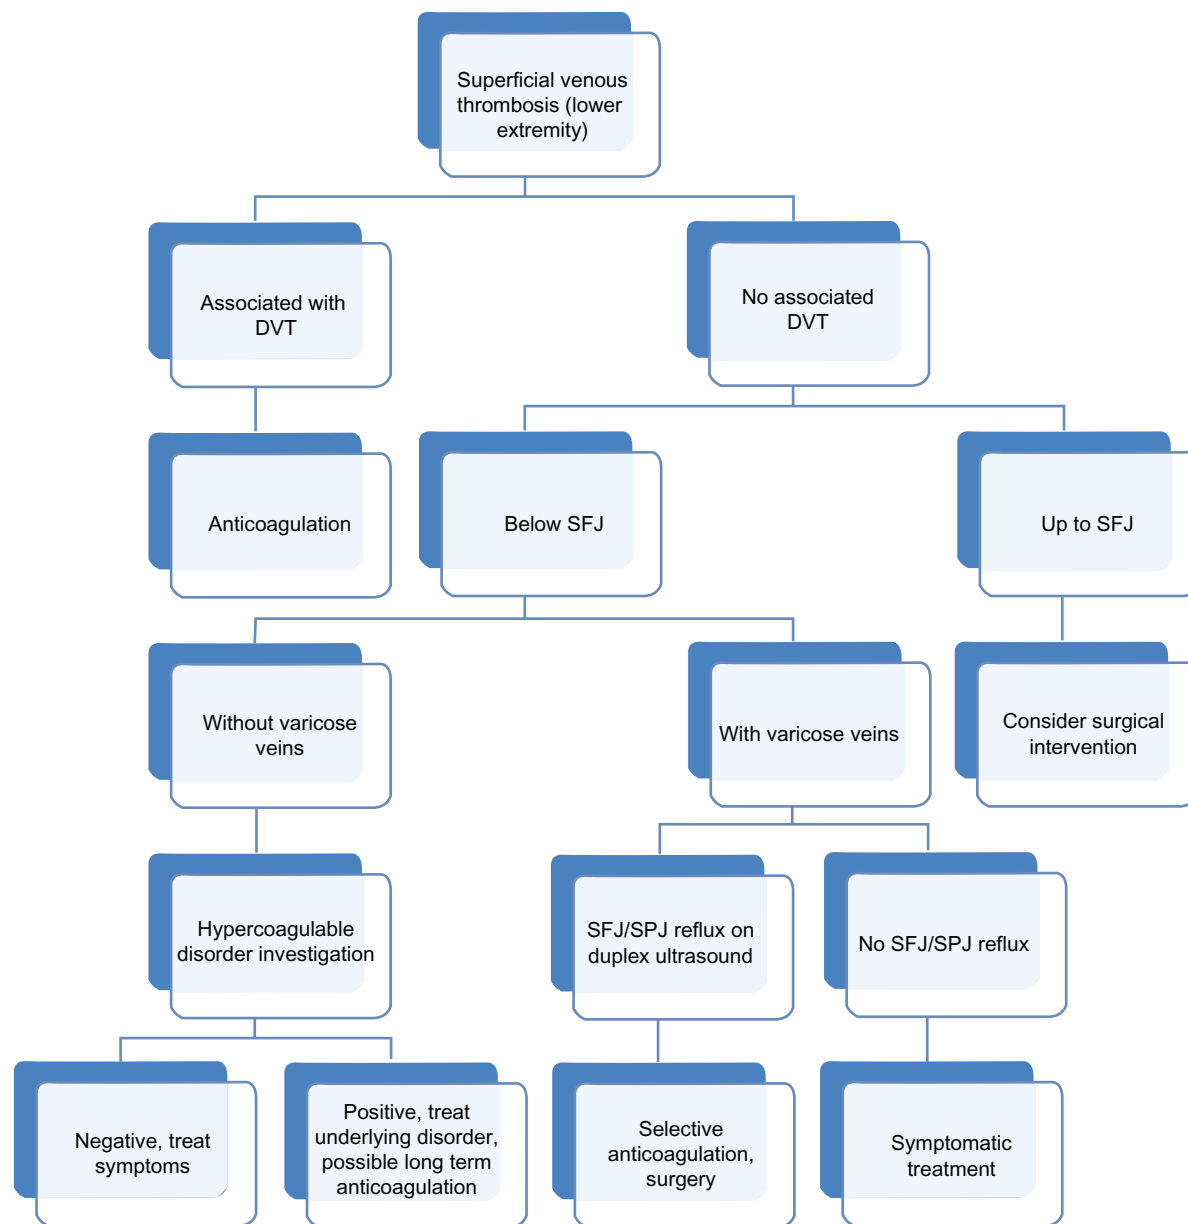 Superficial venous
thrombosis (lower
extremity)
Associated with
DVT
No associated
DVT
Anticoagulation
Below SFJ
Up to SFJ
Without varicose
veins
With varicose veins
Consider surgical
intervention
Hypercoagulable
disorder investigation
SFJ/SPJ reflux on
duplex ultrasound
No SFJ/SPJ reflux
Negative, treat
symptoms
Positive, treat
underlying disorder,
possible long term
anticoagulation
Selective
anticoagulation,
surgery
Symptomatic
treatment